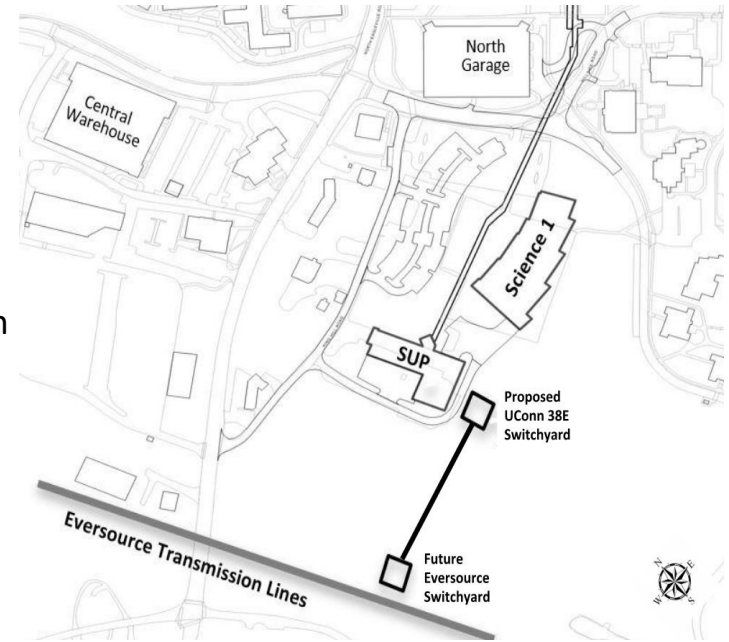 North
Garage
Central
Warehouse
Science 1
n
SUP
Proposed
UConn 38E
Switchyard
Eversource Transmission Lines
Future
Eversource
Switchyard
N
E
W
S